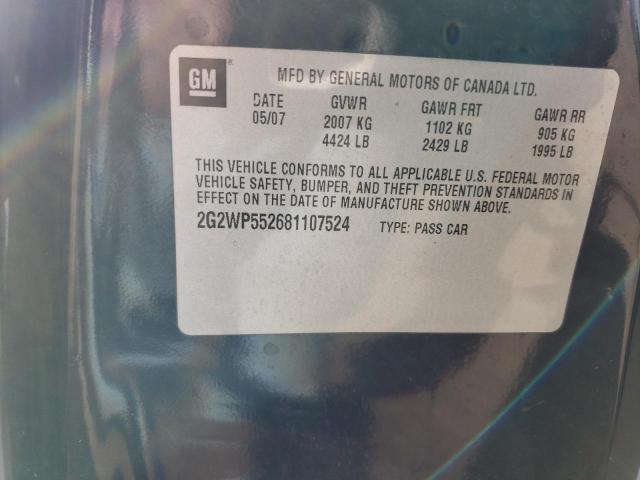 GM MFD BY GENERAL MOTORS OF CANADA LTD.
DATE GVWR GAWR FRT GAWR RR
05/07 2007 KG 1102 KG 905 KG
4424 LB 2429 LB 1995 LB
THIS VEHICLE CONFORMS TO ALL APPLICABLE U.S. FEDERAL MOTOR
VEHICLE SAFETY, BUMPER, AND THEFT PREVENTION STANDARDS IN
EFFECT ON THE DATE OF MANUFACTURE SHOWN ABOVE.
2G2WP552681107524 TYPE: PASS CAR